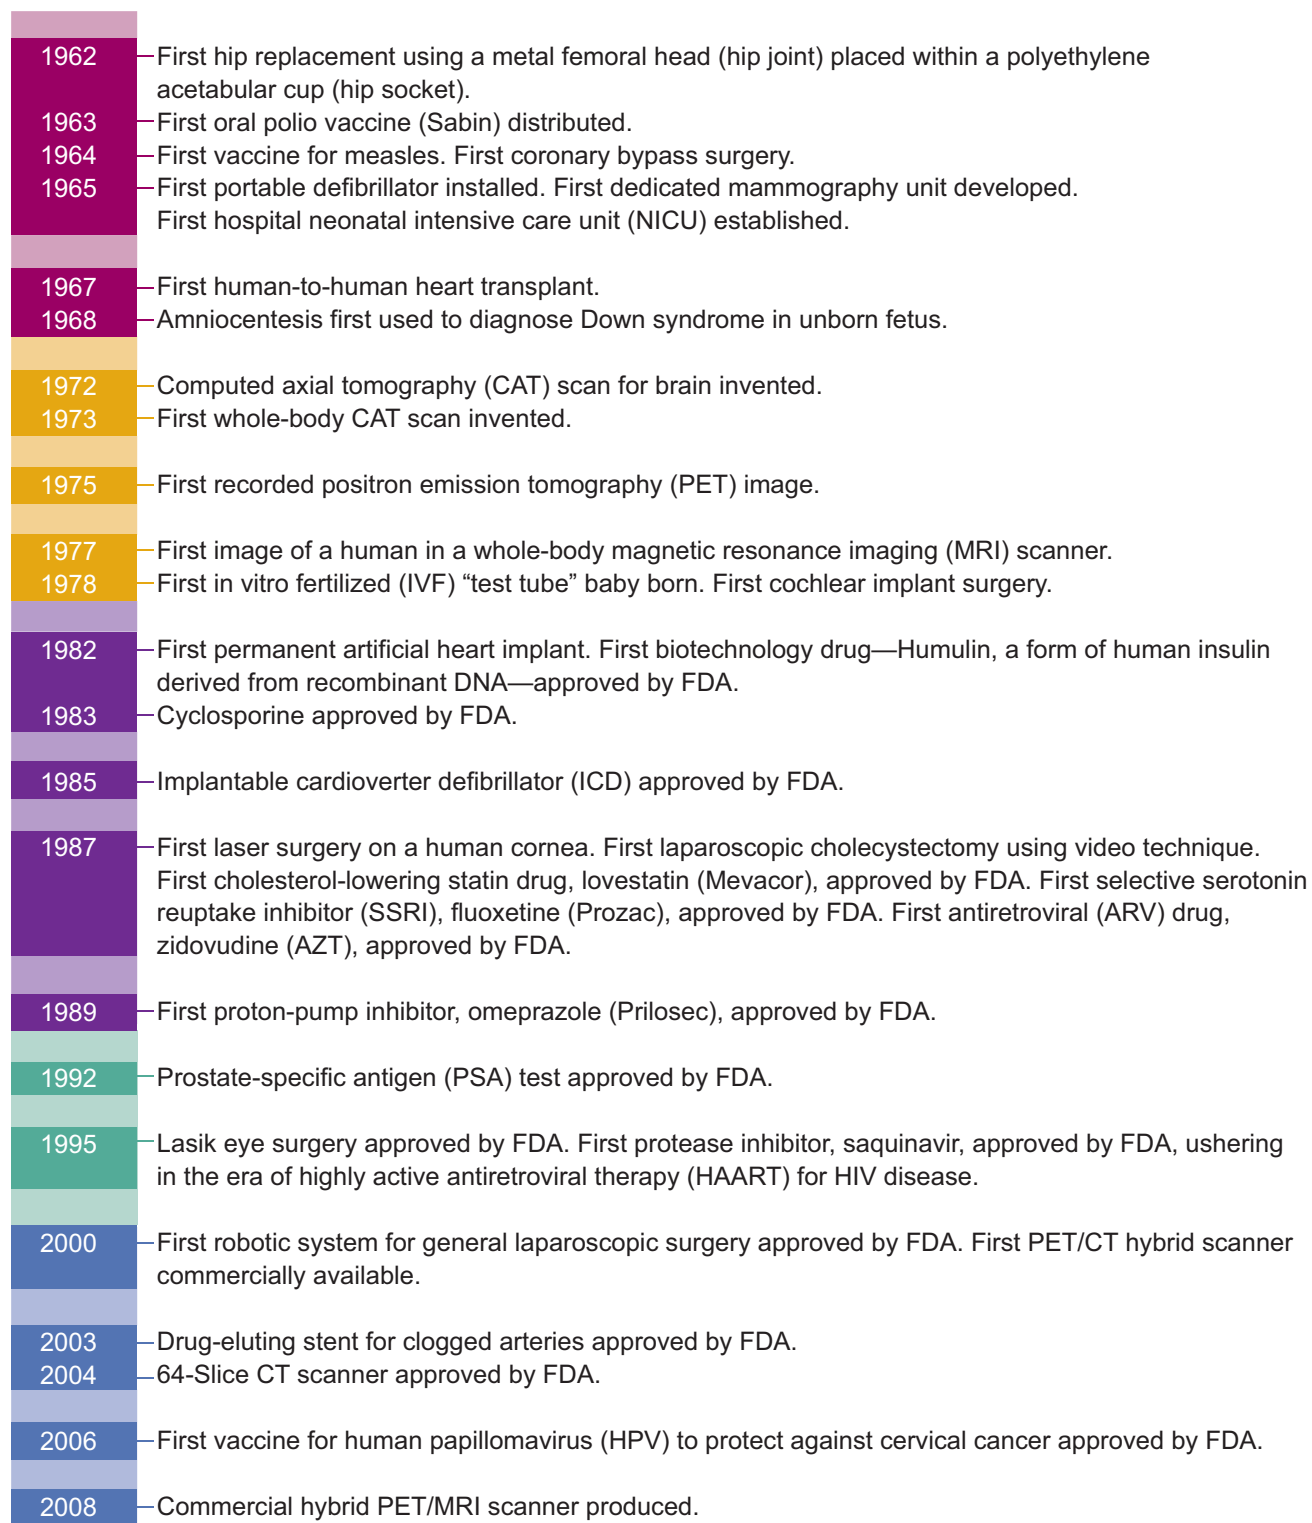 1962 First hip replacement using a metal femoral head (hip joint) placed within a polyethylene
acetabular cup (hip socket).
1963 First oral polio vaccine (Sabin) distributed.
1964 First vaccine for measles. First coronary bypass surgery.
1965 First portable defibrillator installed. First dedicated mammography unit developed.
First hospital neonatal intensive care unit (NICU) established.
1967 First human-to-human heart transplant.
1968 Amniocentesis first used to diagnose Down syndrome in unborn fetus.
1972 Computed axial tomography (CAT) scan for brain invented.
1973 First whole-body CAT scan invented.
1975 First recorded positron emission tomography (PET) image.
1977 First image of a human in a whole-body magnetic resonance imaging (MRI) scanner.
1978 First in vitro fertilized (IVF) “test tube” baby born. First cochlear implant surgery.
1982 First permanent artificial heart implant. First biotechnology drug—Humulin, a form of human insulin
derived from recombinant DNA—approved by FDA.
1983 Cyclosporine approved by FDA.
1985 Implantable cardioverter defibrillator (ICD) approved by FDA.
1987 First laser surgery on a human cornea. First laparoscopic cholecystectomy using video technique.
First cholesterol-lowering statin drug, lovestatin (Mevacor), approved by FDA. First selective serotonin
reuptake inhibitor (SSRI), fluoxetine (Prozac), approved by FDA. First antiretroviral (ARV) drug,
zidovudine (AZT), approved by FDA.
1989 First proton-pump inhibitor, omeprazole (Prilosec), approved by FDA.
1992 Prostate-specific antigen (PSA) test approved by FDA.
1995 Lasik eye surgery approved by FDA. First protease inhibitor, saquinavir, approved by FDA, ushering
in the era of highly active antiretroviral therapy (HAART) for HIV disease.
2000 First robotic system for general laparoscopic surgery approved by FDA. First PET/CT hybrid scanner
commercially available.
2003 Drug-eluting stent for clogged arteries approved by FDA.
2004 64-Slice CT scanner approved by FDA.
2006 First vaccine for human papillomavirus (HPV) to protect against cervical cancer approved by FDA.
2008 Commercial hybrid PET/MRI scanner produced.